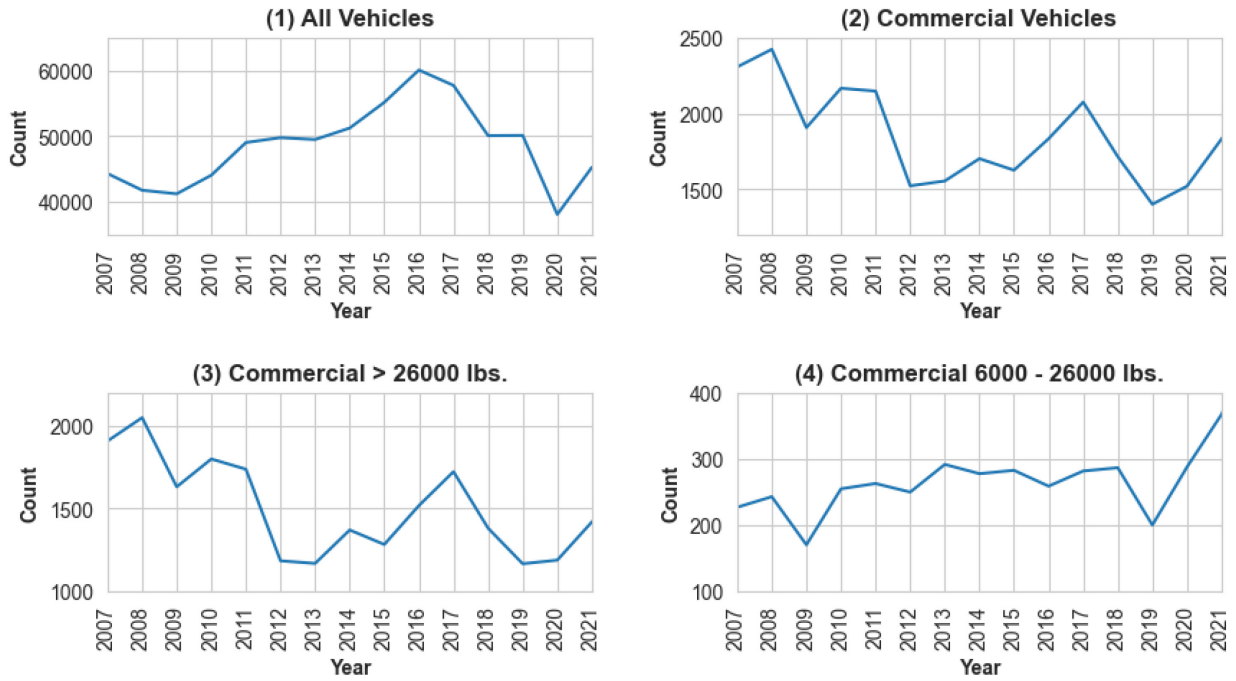 (1) All Vehicles
Count
60000
50000
40000
2007 2008 2009 2010 2011 2012 2013 2014 2015 2016 2017 2018 2019 2020 2021
Year
(2) Commercial Vehicles
Count
2500
2000
1500
2007 2008 2009 2010 2011 2012 2013 2014 2015 2016 2017 2018 2019 2020 2021
Year
(3) Commercial > 26000 lbs.
Count
2000
1500
1000
2007 2008 2009 2010 2011 2012 2013 2014 2015 2016 2017 2018 2019 2020 2021
Year
(4) Commercial 6000 - 26000 lbs.
Count
400
300
200
100
2007 2008 2009 2010 2011 2012 2013 2014 2015 2016 2017 2018 2019 2020 2021
Year